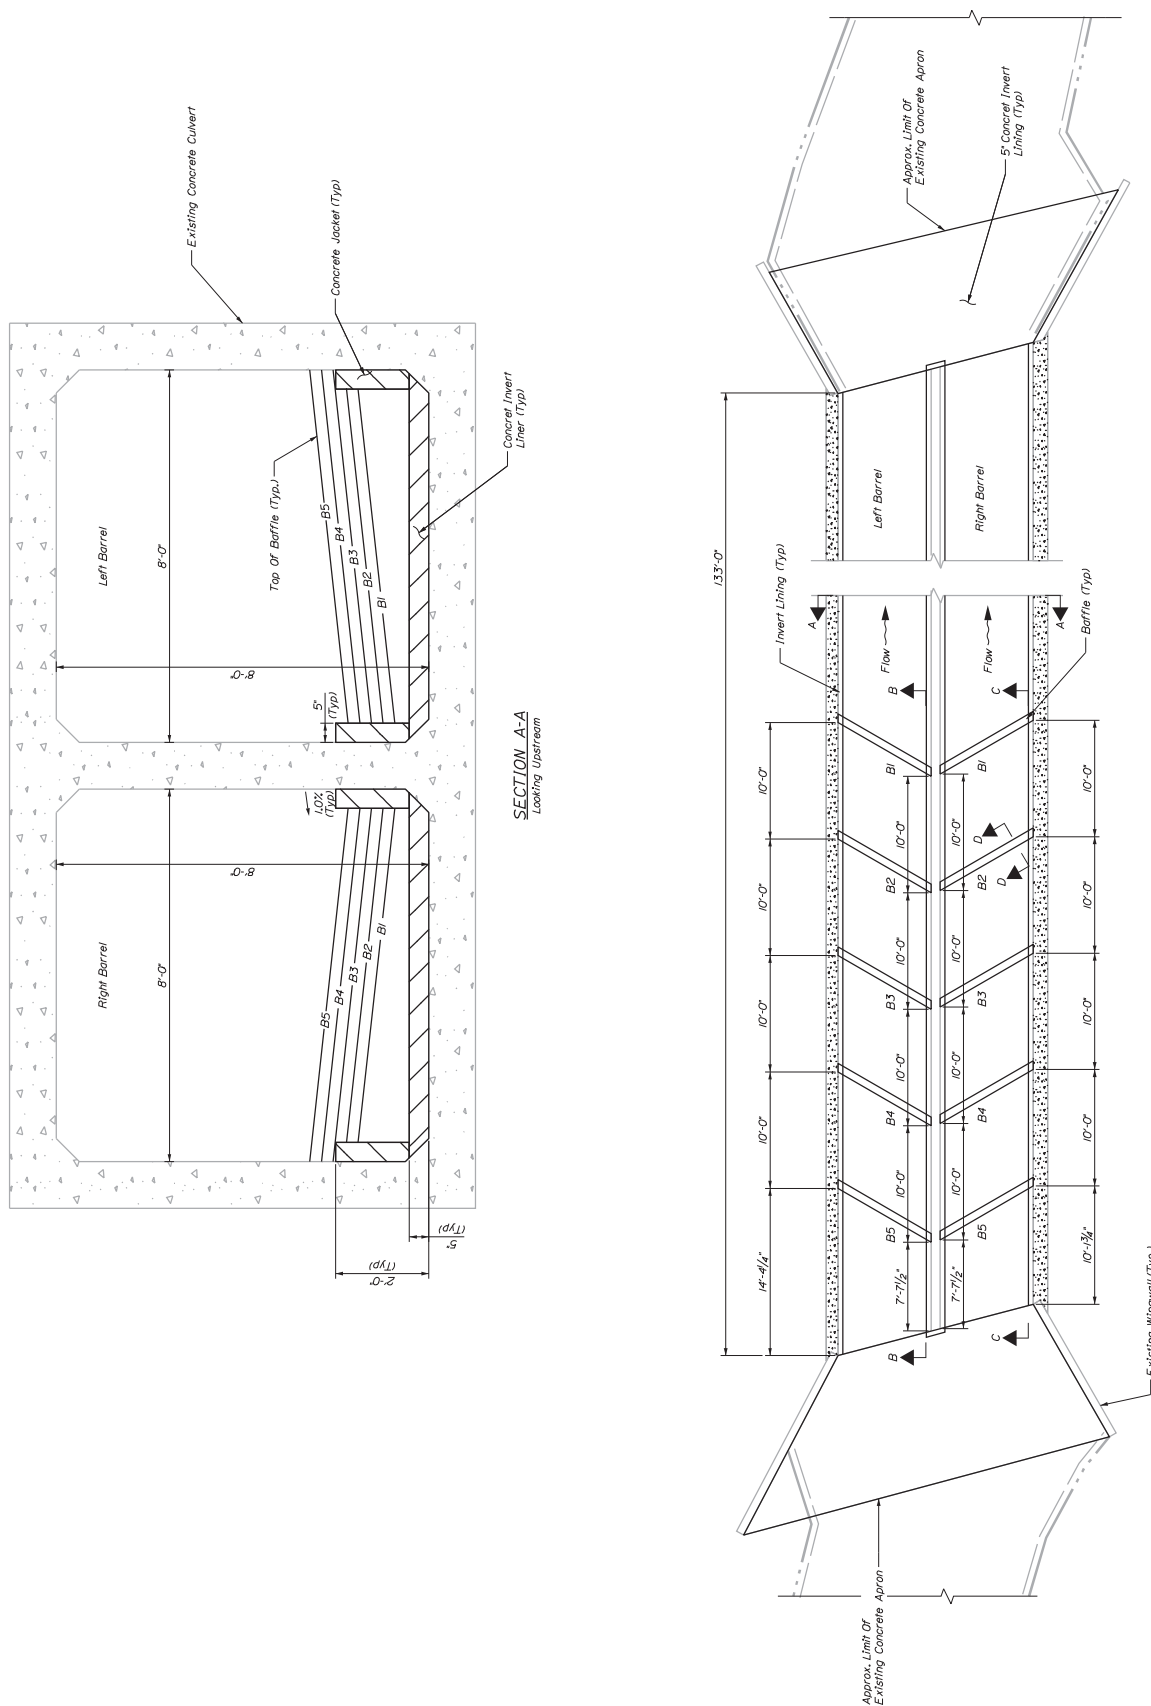 Existing Concrete Culvert
Concrete Jacket (Typ)
Left Barrel
8'-0"
Top Of Baffle (Typ.)
B5
B4
B3
B2
B1
8'-0"
5"
(Typ)
Concret Invert
Liner (Typ)
Right Barrel
8'-0"
1.0%
(Typ)
8'-0"
B5
B4
B3
B2
B1
2'-0"
(Typ)
5"
(Typ)
SECTION A-A
Looking Upstream
Approx. Limit Of
Existing Concrete Apron
5" Concret Invert
Lining (Typ)
133'-0"
Left Barrel
Right Barrel
Invert Lining (Typ)
Baffle (Typ)
A
A
Flow
Flow
B
C
10'-0"
10'-0"
10'-0"
10'-0"
14'-41/4"
B1
B2
B3
B4
B5
10'-0"
10'-0"
10'-0"
10'-0"
7'-71/2"
10'-0"
10'-0"
10'-0"
10'-0"
7'-71/2"
B1
B2
B3
B4
B5
D
D
10'-0"
10'-0"
10'-0"
10'-0"
10'-1 3/4"
B
C
Approx. Limit Of
Existing Concrete Apron